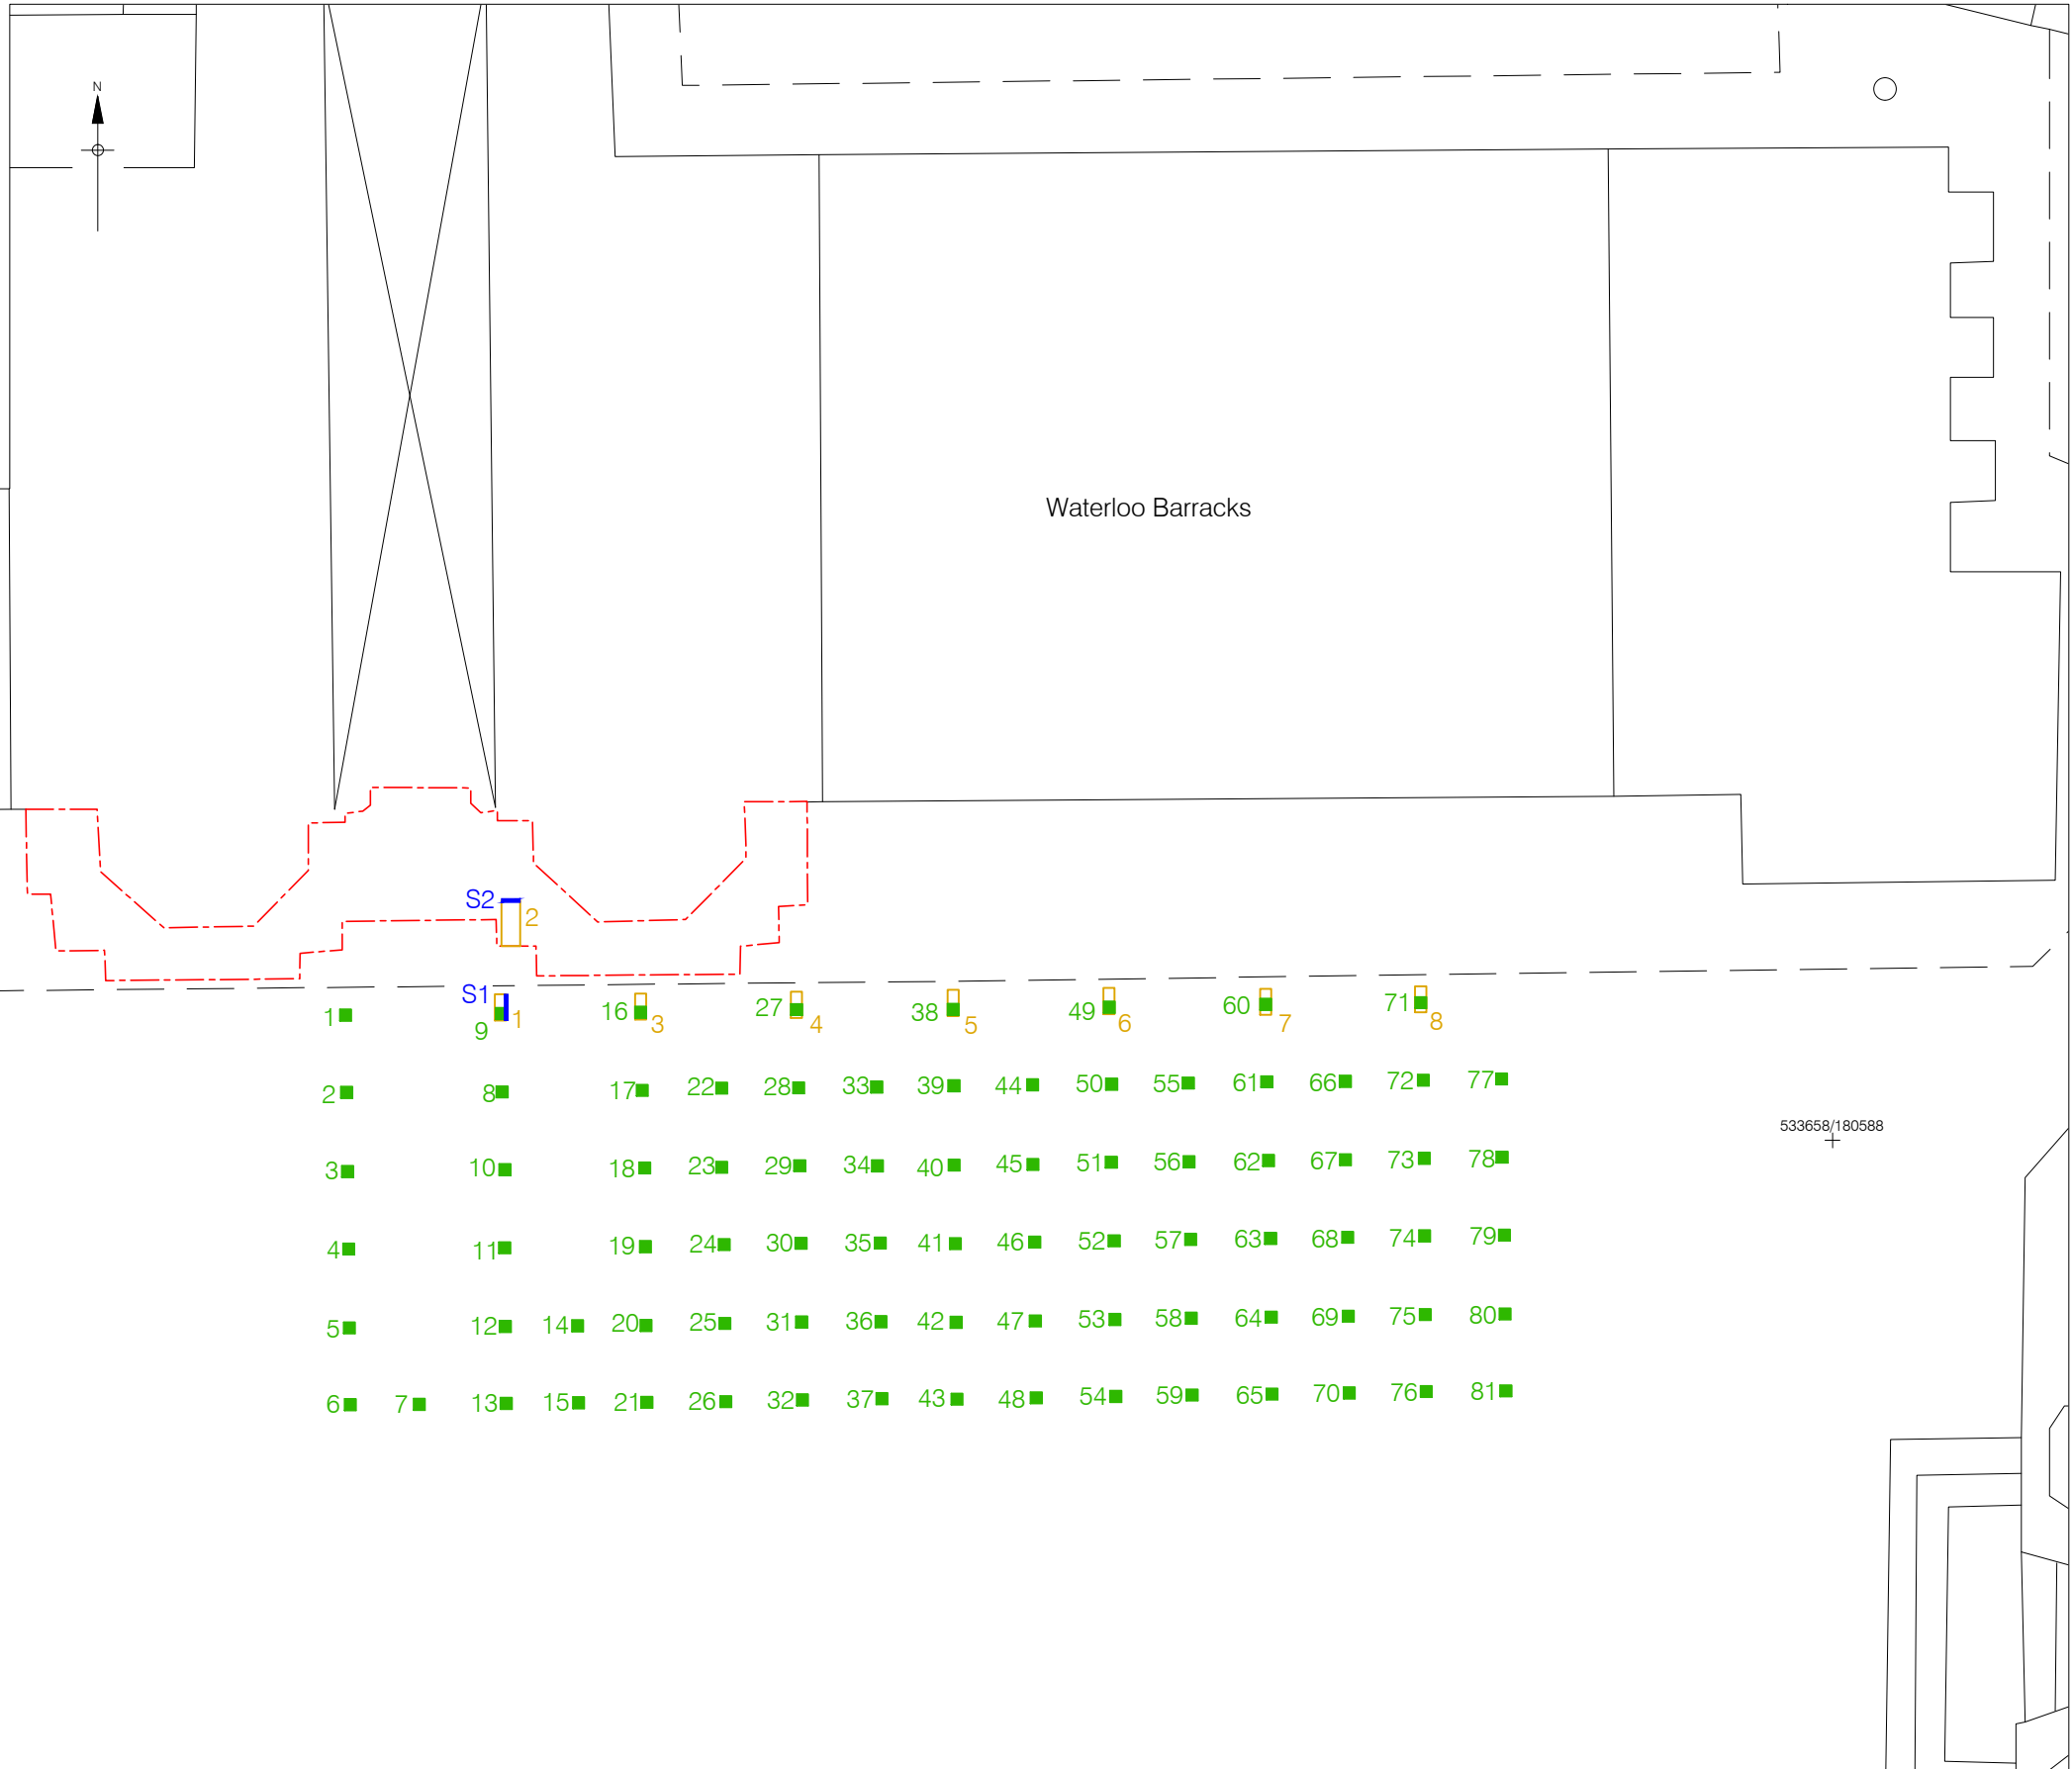 N
Waterloo Barracks
S2
2
S1
1 9 1 16 3 27 4 38 5 49 6 60 7 71 8
2 8 17 22 28 33 39 44 50 55 61 66 72 77
533658/180588
3 10 18 23 29 34 40 45 51 56 62 67 73 78
4 11 19 24 30 35 41 46 52 57 63 68 74 79
5 12 14 20 25 31 36 42 47 53 58 64 69 75 80
6 7 13 15 21 26 32 37 43 48 54 59 65 70 76 81